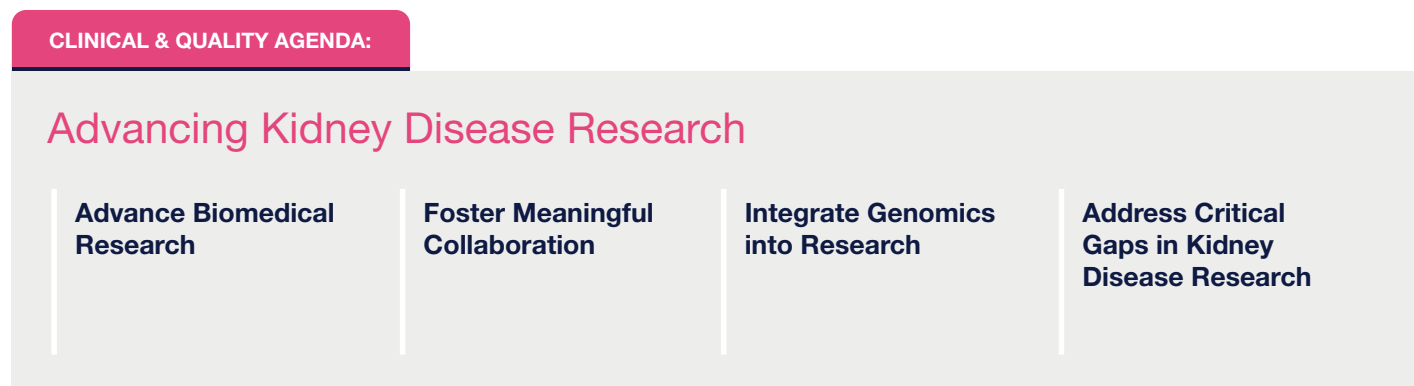 CLINICAL & QUALITY AGENDA:
Advancing Kidney Disease Research
Advance Biomedical
Research
Foster Meaningful
Collaboration
Integrate Genomics
into Research
Address Critical
Gaps in Kidney
Disease Research